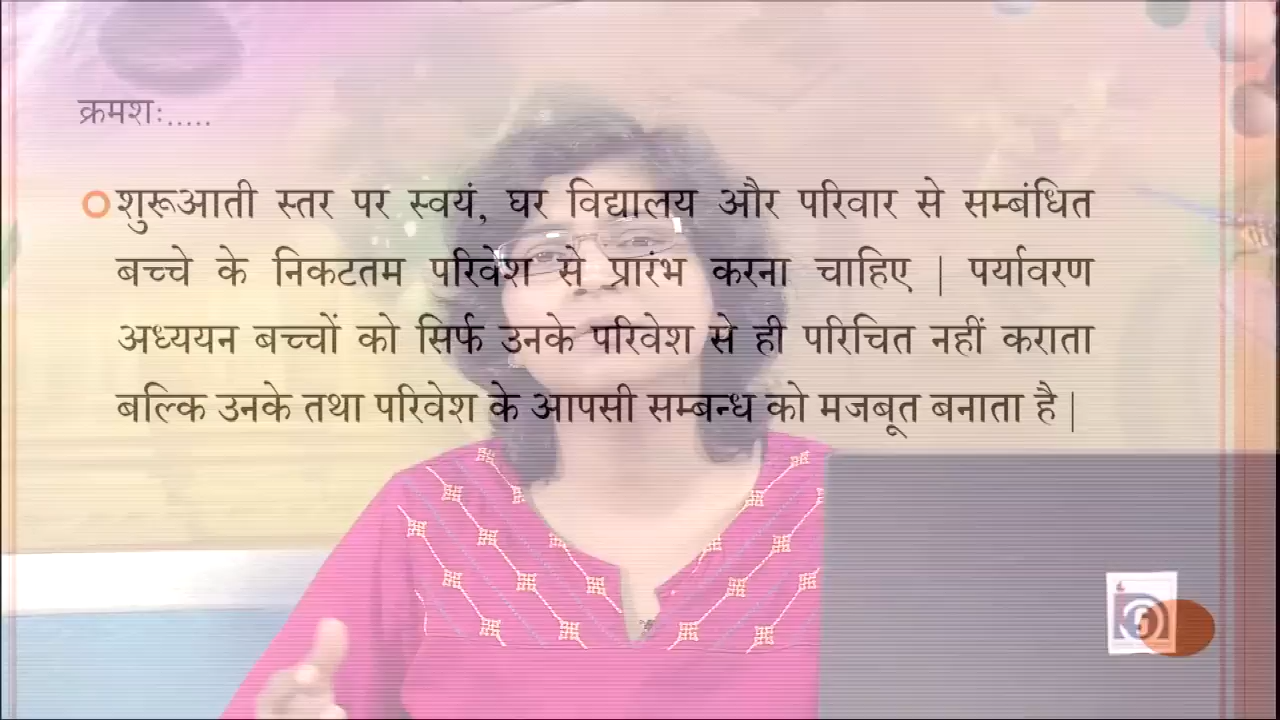 क्रमशः.....
शुरूआती स्तर पर स्वयं, घर विद्यालय और परिवार से सम्बंधित
बच्चे के निकटतम परिवेश से प्रारंभ करना चाहिए |  पर्यावरण
अध्ययन बच्चों को सिर्फ उनके परिवेश से ही परिचित नहीं कराता
बल्कि उनके तथा परिवेश के आपसी सम्बन्ध को मजबूत बनाता है |